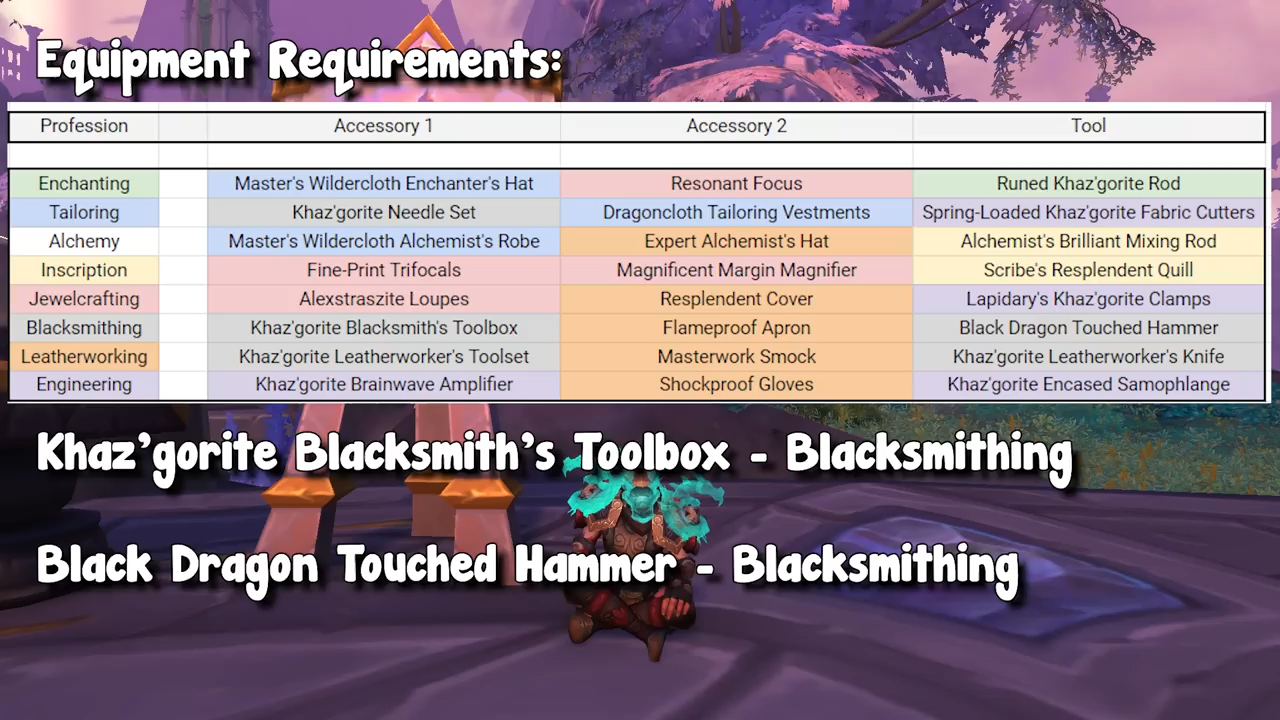 Equipment Requirements:
Profession Accessory 1 Accessory 2 Tool
Enchanting Master's Wildercloth Enchanter's Hat Resonant Focus Runed Khaz'gorite Rod
Tailoring Khaz'gorite Needle Set Dragoncloth Tailoring Vestments Spring-Loaded Khaz'gorite Fabric Cutters
Alchemy Master's Wildercloth Alchemist's Robe Expert Alchemist's Hat Alchemist's Brilliant Mixing Rod
Inscription Fine-Print Trifocals Magnificent Margin Magnifier Scribe's Resplendent Quill
Jewelcrafting Alexstraszite Loupes Resplendent Cover Lapidary's Khaz'gorite Clamps
Blacksmithing Khaz'gorite Blacksmith's Toolbox Flameproof Apron Black Dragon Touched Hammer
Leatherworking Khaz'gorite Leatherworker's Toolset Masterwork Smock Khaz'gorite Leatherworker's Knife
Engineering Khaz'gorite Brainwave Amplifier Shockproof Gloves Khaz'gorite Encased Samophlange
Khaz'gorite Blacksmith's Toolbox - Blacksmithing
Black Dragon Touched Hammer - Blacksmithing